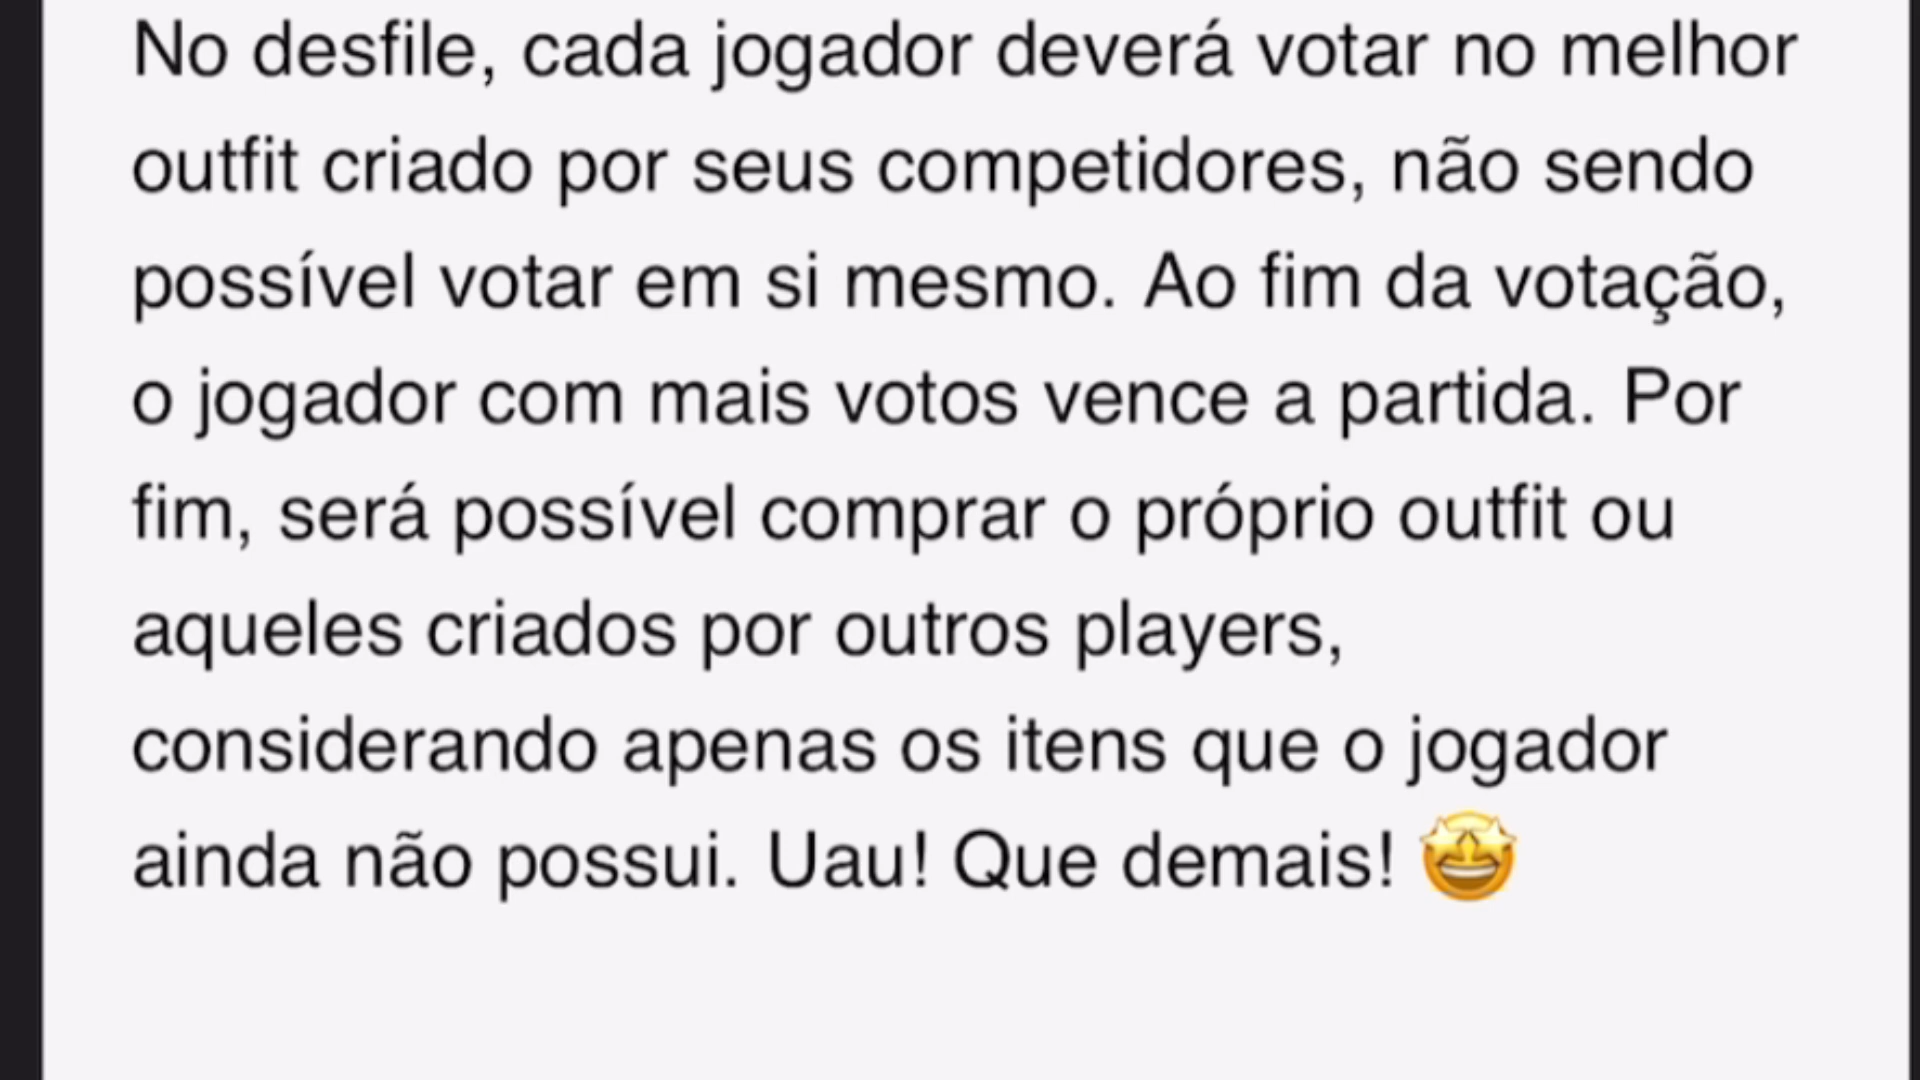 No desfile, cada jogador deverá votar no melhor
outfit criado por seus competidores, não sendo
possível votar em si mesmo. Ao fim da votação,
o jogador com mais votos vence a partida. Por
fim, será possível comprar o próprio outfit ou
aqueles criados por outros players,
considerando apenas os itens que o jogador
ainda não possui. Uau! Que demais! 🤩